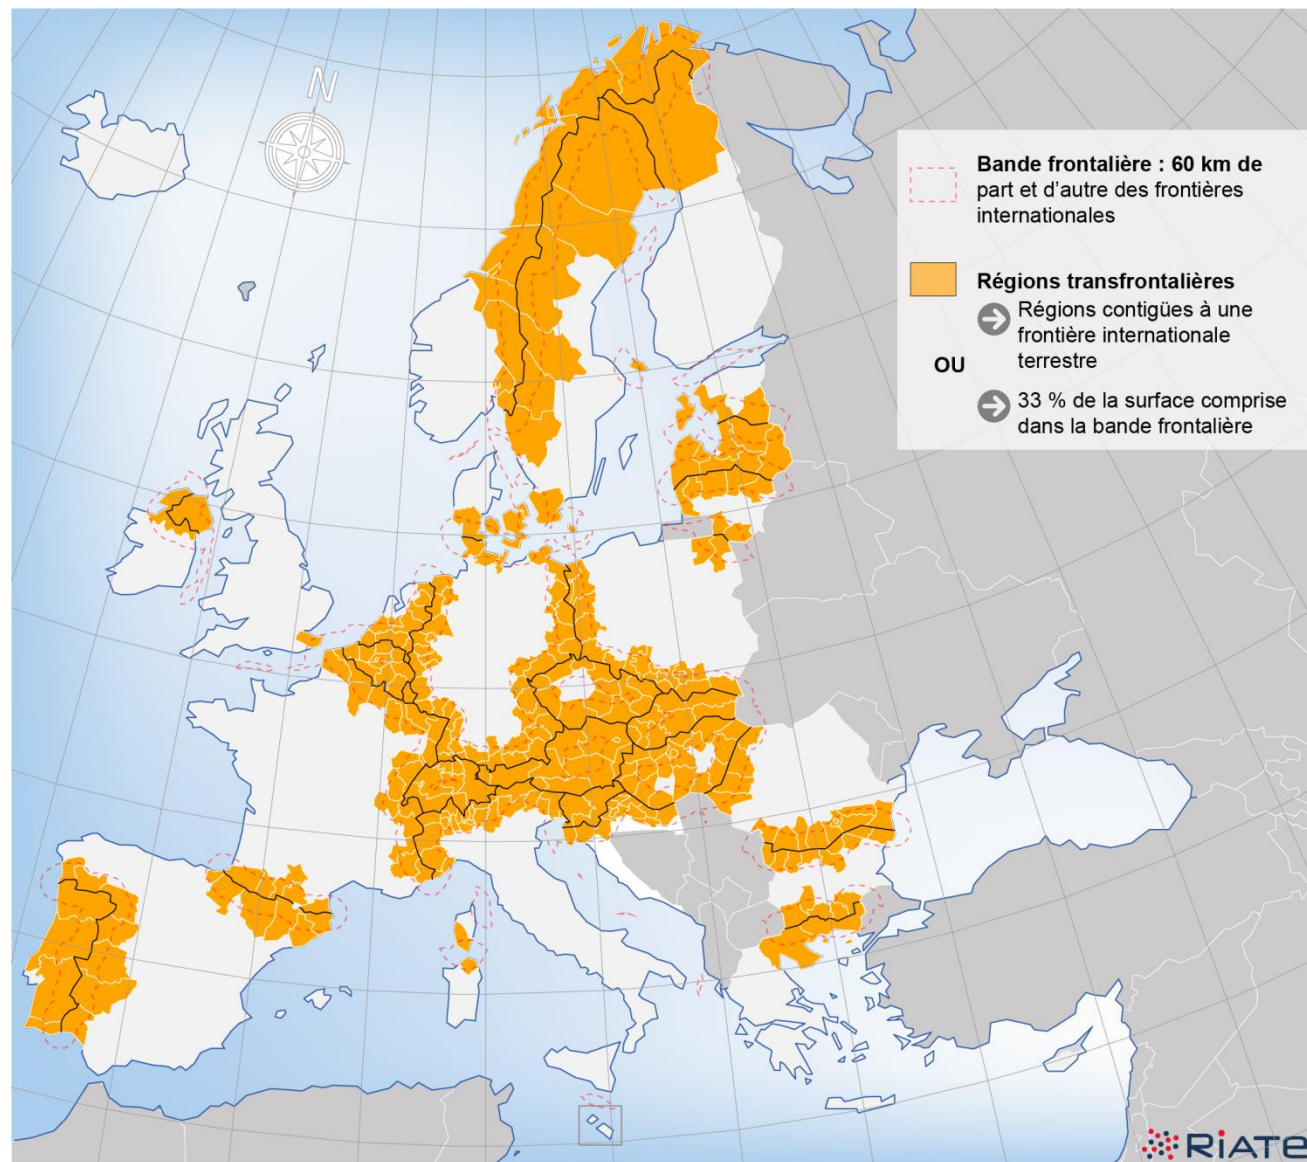 N
Bande frontalière : 60 km de
part et d'autre des frontières
internationales
Régions transfrontalières
Régions contigües à une
frontière internationale
terrestre
OU
33 % de la surface comprise
dans la bande frontalière
RIATE